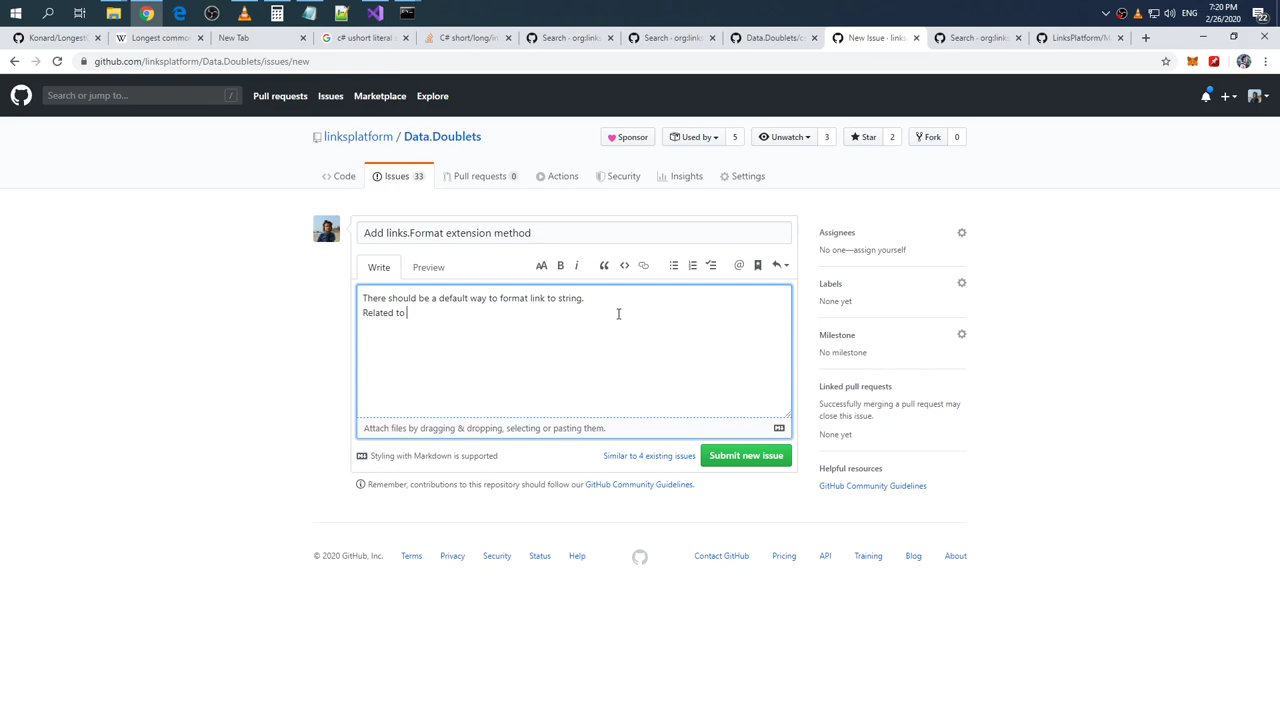 7:20 PM
ENG
2/26/2020
22
Konard/Longest
Longest commo
New Tab
c# ushort literal
C# short/long/in
Search · org:links
Search · org:links
Data.Doublets/c
New Issue · links
Search · org:links
LinksPlatform/M
github.com/linksplatform/Data.Doublets/issues/new
Search or jump to...
/
Pull requests
Issues
Marketplace
Explore
linksplatform / Data.Doublets
Sponsor
Used by 5
Unwatch 3
Star 2
Fork 0
Code
Issues 33
Pull requests 0
Actions
Security
Insights
Settings
Add links.Format extension method
Write
Preview
There should be a default way to format link to string.
Related to
Attach files by dragging & dropping, selecting or pasting them.
Styling with Markdown is supported
Similar to 4 existing issues
Submit new issue
Remember, contributions to this repository should follow our GitHub Community Guidelines.
Assignees
No one—assign yourself
Labels
None yet
Milestone
No milestone
Linked pull requests
Successfully merging a pull request may
close this issue.
None yet
Helpful resources
GitHub Community Guidelines
© 2020 GitHub, Inc.
Terms
Privacy
Security
Status
Help
Contact GitHub
Pricing
API
Training
Blog
About